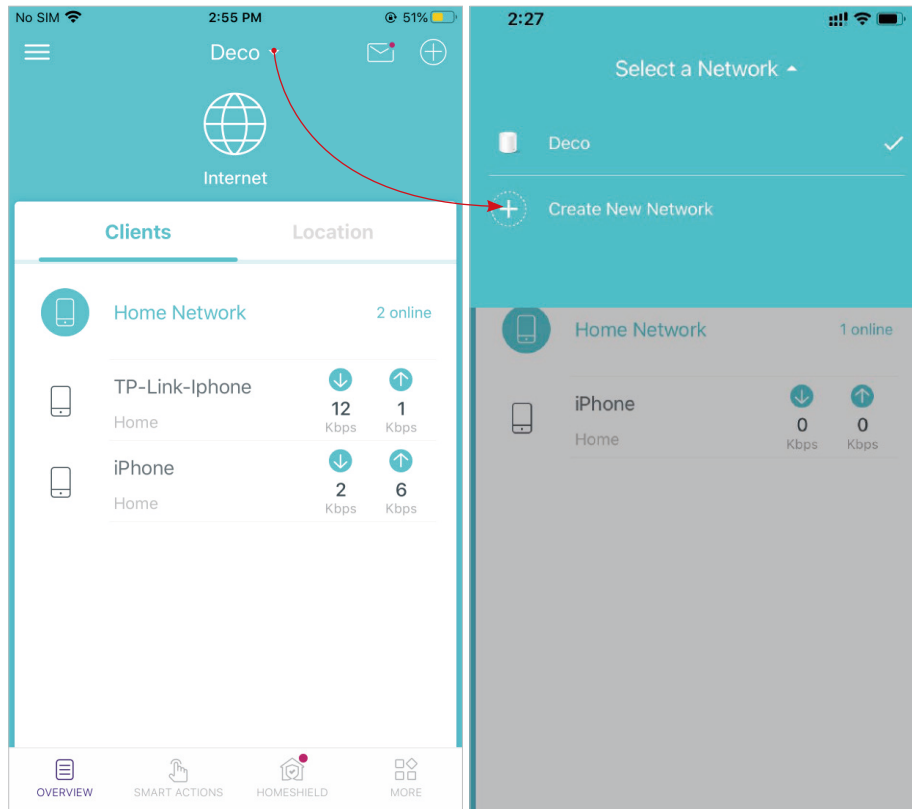 No SIM 2:55 PM 51%
Deco
Internet
Clients Location
Home Network 2 online
TP-Link-Iphone 12 1
Home Kbps Kbps
iPhone 2 6
Home Kbps Kbps
OVERVIEW SMART ACTIONS HOMESHIELD MORE
2:27
Select a Network
Deco
Create New Network
Home Network 1 online
iPhone 0 0
Home Kbps Kbps